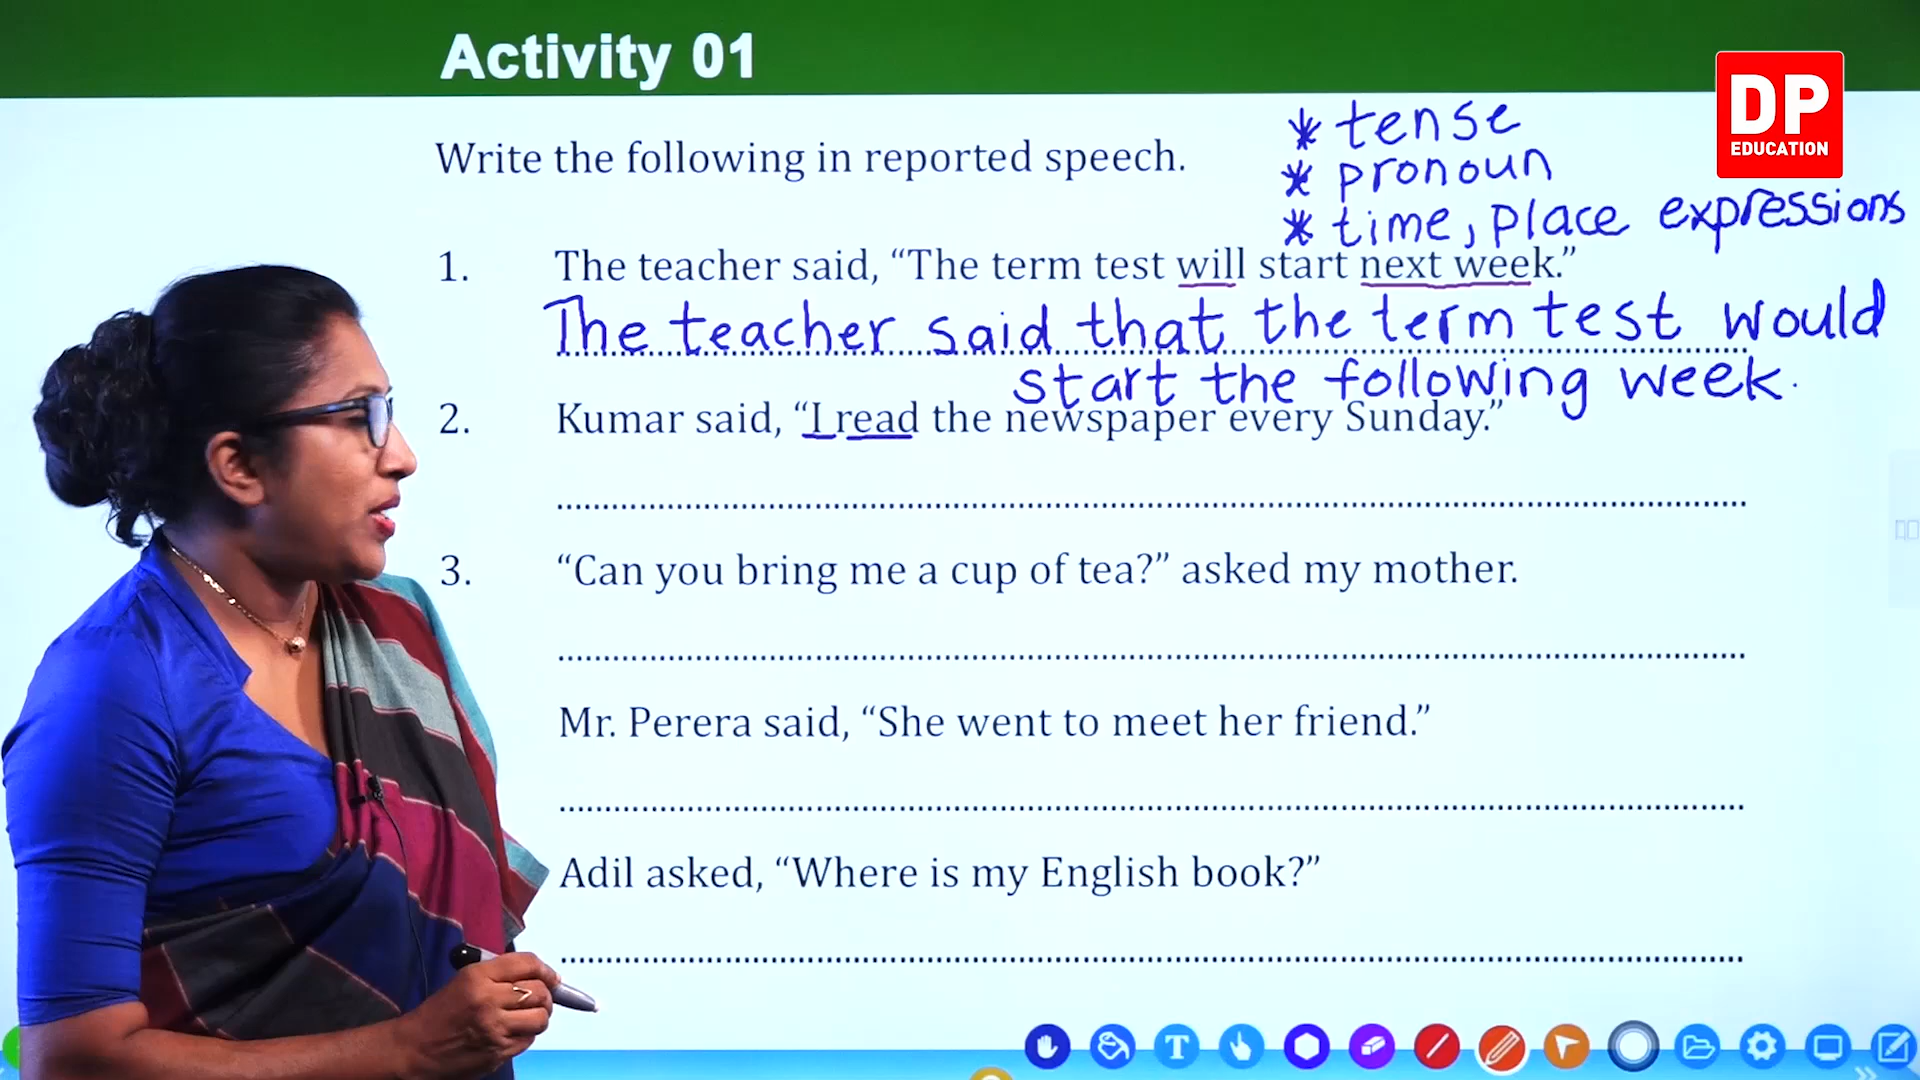 Activity 01
DP
EDUCATION
* tense
Write the following in reported speech.
* pronoun
* time, place expressions
1. The teacher said, “The term test will start next week.”
The teacher said that the term test would
start the following week.
2. Kumar said, “I read the newspaper every Sunday.”
3. “Can you bring me a cup of tea?” asked my mother.
Mr. Perera said, “She went to meet her friend.”
Adil asked, “Where is my English book?”
T